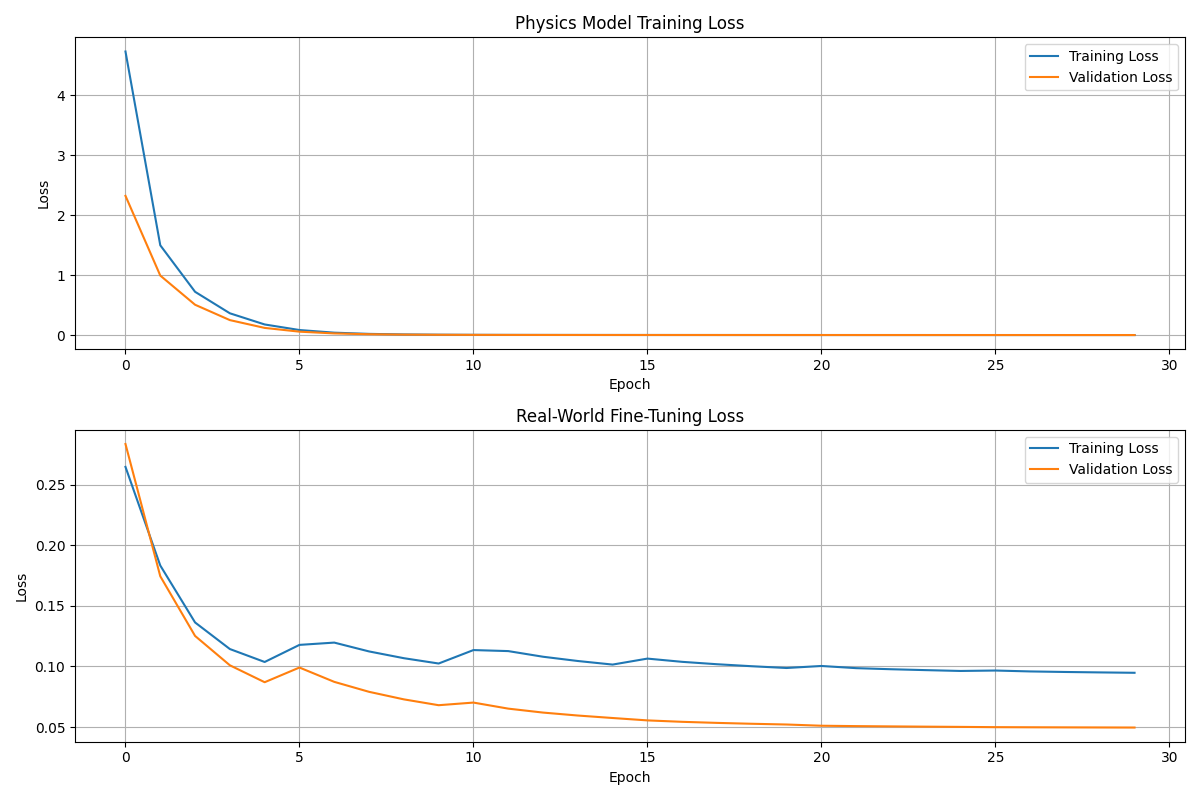 Physics Model Training Loss
Training Loss
Validation Loss
Loss
4
3
2
1
0
0 5 10 15 20 25 30
Epoch
Real-World Fine-Tuning Loss
Training Loss
Validation Loss
Loss
0.25
0.20
0.15
0.10
0.05
0 5 10 15 20 25 30
Epoch